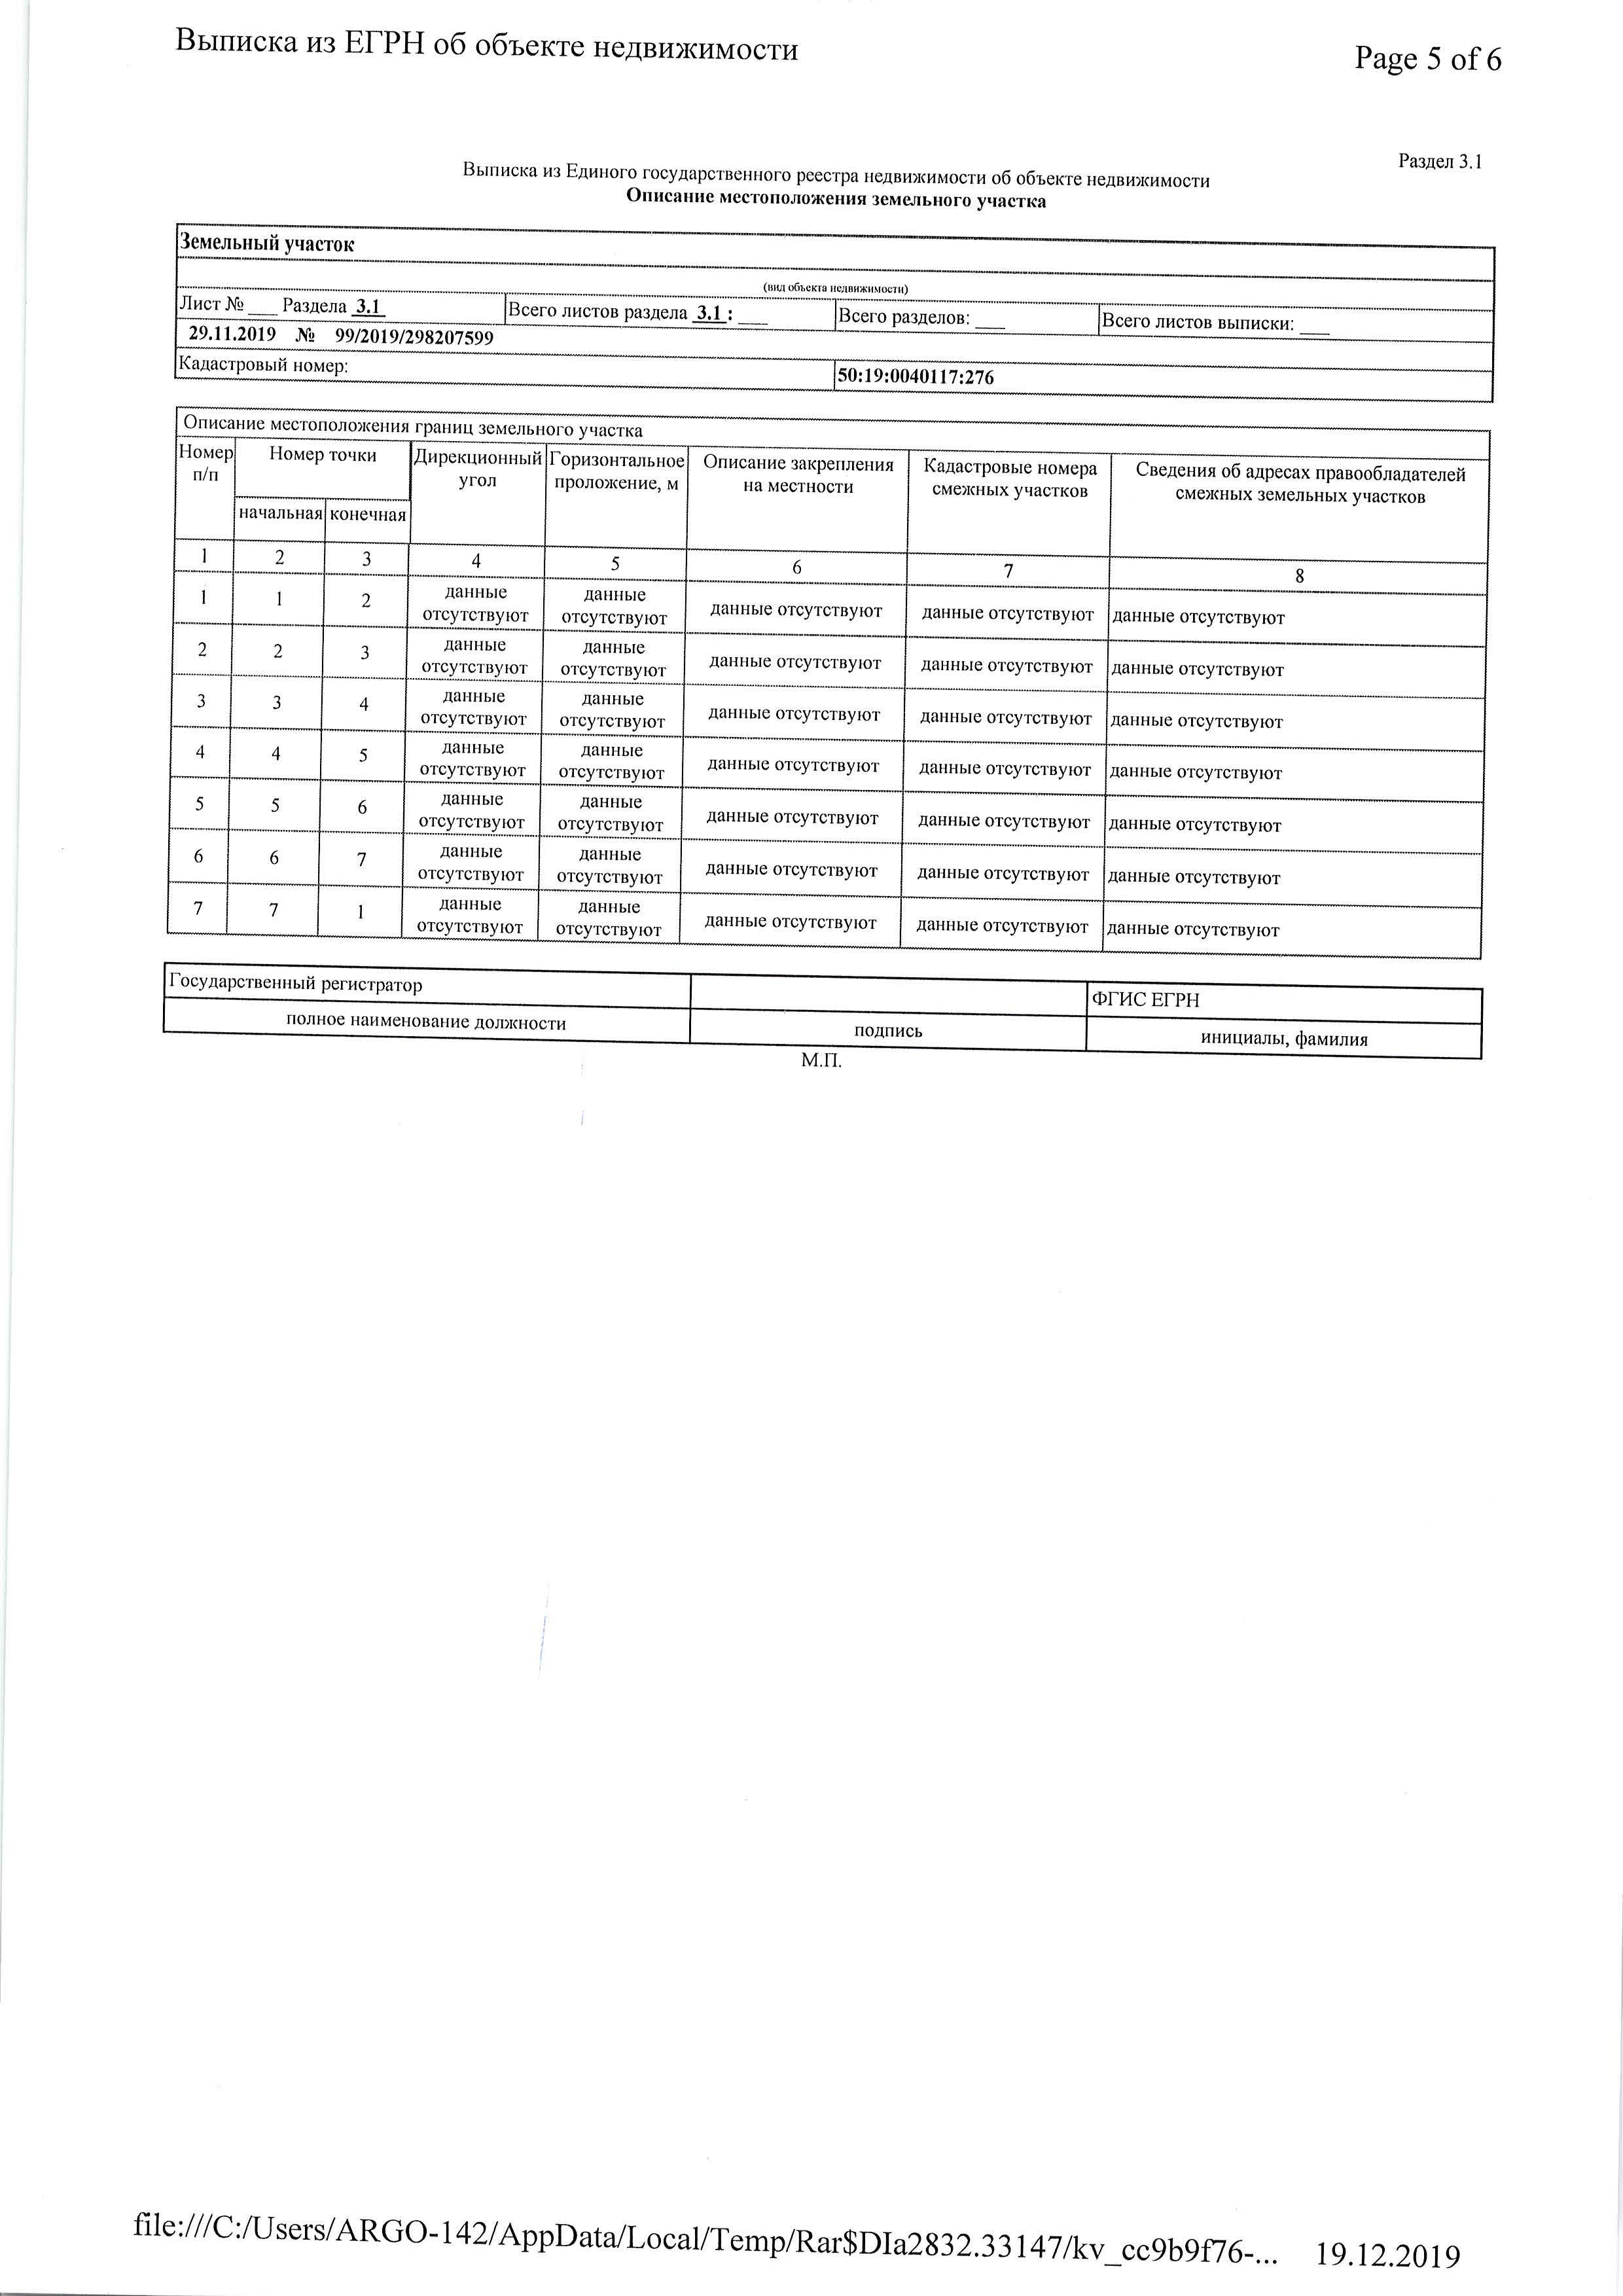 Выписка из ЕГРН об объекте недвижимости Page 5 of 6
Раздел 3.1
Выписка из Единого государственного реестра недвижимости об объекте недвижимости
Описание местоположения земельного участка
Земельный участок
(вид объекта недвижимости)
Лист № ___ Раздела 3.1 Всего листов раздела 3.1 : ___ Всего разделов: ___ Всего листов выписки: ___
29.11.2019 № 99/2019/298207599
Кадастровый номер: 50:19:0040117:276
Описание местоположения границ земельного участка
Номер Номер точки Дирекционный Горизонтальное Описание закрепления Кадастровые номера Сведения об адресах правообладателей
п/п угол проложение, м на местности смежных участков смежных земельных участков
начальная конечная
1 2 3 4 5 6 7 8
данные данные
1 1 2 отсутствуют отсутствуют данные отсутствуют данные отсутствуют данные отсутствуют
данные данные
2 2 3 отсутствуют отсутствуют данные отсутствуют данные отсутствуют данные отсутствуют
данные данные
3 3 4 отсутствуют отсутствуют данные отсутствуют данные отсутствуют данные отсутствуют
данные данные
4 4 5 отсутствуют отсутствуют данные отсутствуют данные отсутствуют данные отсутствуют
данные данные
5 5 6 отсутствуют отсутствуют данные отсутствуют данные отсутствуют данные отсутствуют
данные данные
6 6 7 отсутствуют отсутствуют данные отсутствуют данные отсутствуют данные отсутствуют
данные данные
7 7 1 отсутствуют отсутствуют данные отсутствуют данные отсутствуют данные отсутствуют
Государственный регистратор ФГИС ЕГРН
полное наименование должности подпись инициалы, фамилия
М.П.
file:///C:/Users/ARGO-142/AppData/Local/Temp/Rar$DIa2832.33147/kv_cc9b9f76-... 19.12.2019